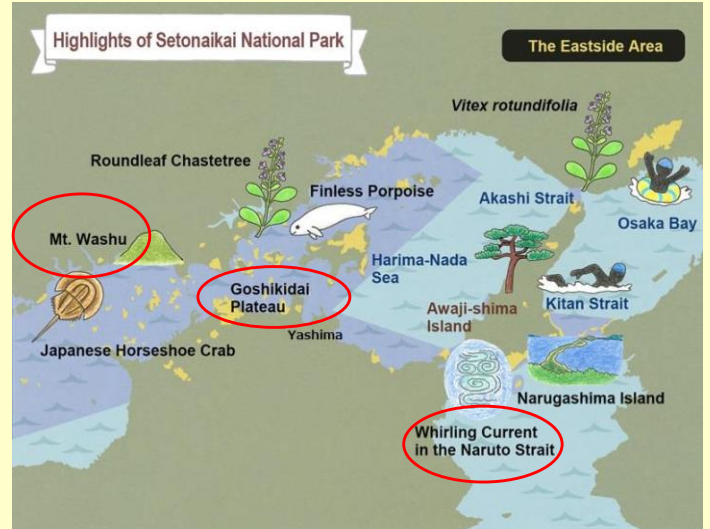 Highlights of Setonaikai National Park
The Eastside Area
Vitex rotundifolia
Roundleaf Chastetree
Finless Porpoise
Akashi Strait
Osaka Bay
Mt. Washu
Harima-Nada
Sea
Goshikidai
Plateau
Kitan Strait
Awaji-shima
Island
Yashima
Japanese Horseshoe Crab
Narugashima Island
Whirling Current
in the Naruto Strait